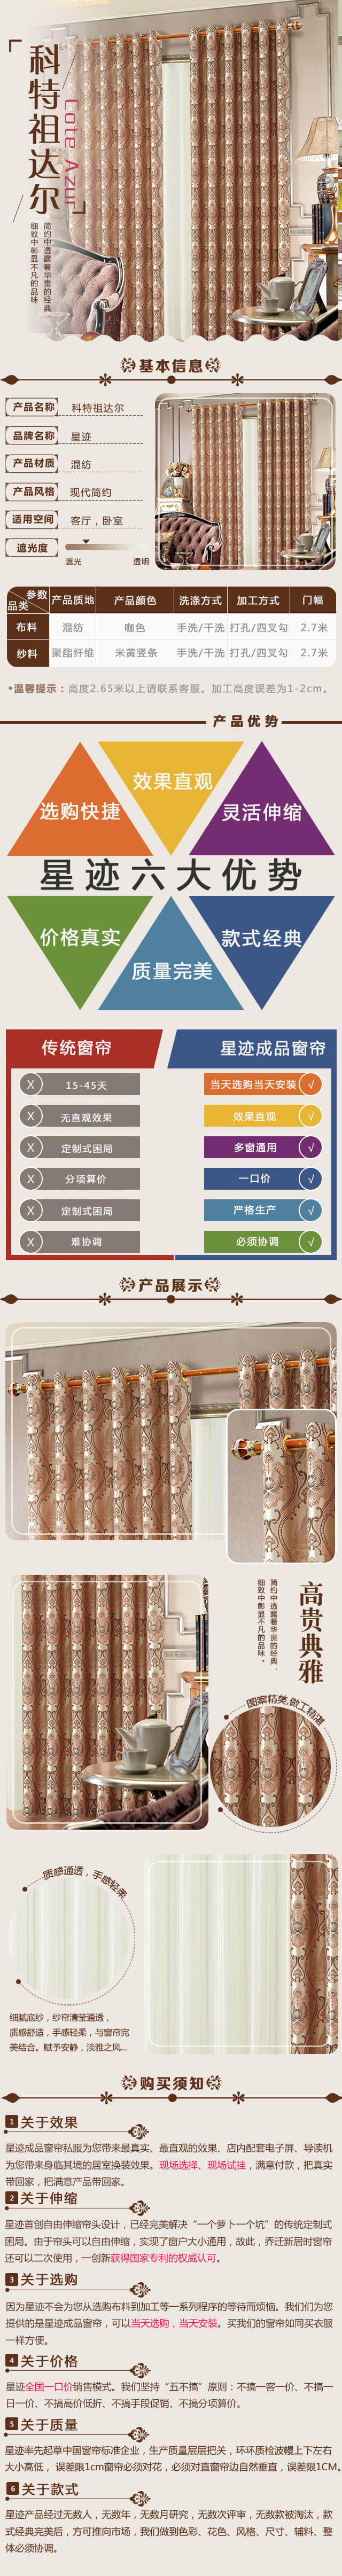 科特祖达尔
Cote Azur
简约中透露着华贵的经典,
细致中彰显不凡的品味
基本信息
产品名称 科特祖达尔
品牌名称 星迹
产品材质 混纺
产品风格 现代简约
适用空间 客厅，卧室
遮光度
遮光 透明
参数
品类 产品质地 产品颜色 洗涤方式 加工方式 门幅
布料 混纺 咖色 手洗/干洗 打孔/四叉勾 2.7米
纱料 聚酯纤维 米黄竖条 手洗/干洗 打孔/四叉勾 2.7米
*温馨提示：高度2.65米以上请联系客服。加工高度误差为1-2cm。
产品优势
选购快捷 效果直观 灵活伸缩
星迹六大优势
价格真实 质量完美 款式经典
传统窗帘 星迹成品窗帘
X 15-45天 当天选购当天安装 √
X 无直观效果 效果直观 √
X 定制式困局 多窗通用 √
X 分项算价 一口价 √
X 定制式困局 严格生产 √
X 难协调 必须协调 √
产品展示
高贵典雅
简约中透露着华贵的经典，
细致中彰显不凡的品味。
图案精美,做工精湛
质感通透，手感轻柔
细腻底纱，纱帘清莹通透，
质感舒适，手感轻柔，与窗帘完
美结合。赋予安静，淡雅之风...
购买须知
1 关于效果
星迹成品窗帘私服为您带来最真实、最直观的效果、店内配套电子屏、导读机
为您带来身临其境的居室换装效果。现场选择、现场试挂，满意付款，把真实
带回家，把满意产品带回家。
2 关于伸缩
星迹首创自由伸缩帘头设计，已经完美解决“一个萝卜一个坑”的传统定制式
困局。由于帘头可以自由伸缩，实现了窗户大小通用，故此，乔迁新居时窗帘
还可以二次使用，一创新获得国家专利的权威认可。
3 关于选购
因为星迹不会为您从选购布料到加工等一系列程序的等待而烦恼。我们们为您
提供的是星迹成品窗帘，可以当天选购，当天安装。买我们的窗帘如同买衣服
一样方便。
4 关于价格
星迹全国一口价销售模式。我们坚持“五不搞”原则：不搞一客一价、不搞一
日一价、不搞高价低折、不搞手段促销、不搞分项算价。
5 关于质量
星迹率先起草中国窗帘标准企业，生产质量层层把关，环环质检波幔上下左右
大小高低，误差限1cm窗帘必须对花，必须对直窗帘边自然垂直，误差限1CM。
6 关于款式
星迹产品经过无数人，无数年，无数月研究，无数次评审，无数款被淘汰，款
式经典完美后，方可推向市场，我们做到色彩、花色、风格、尺寸、辅料、整
体必须协调。